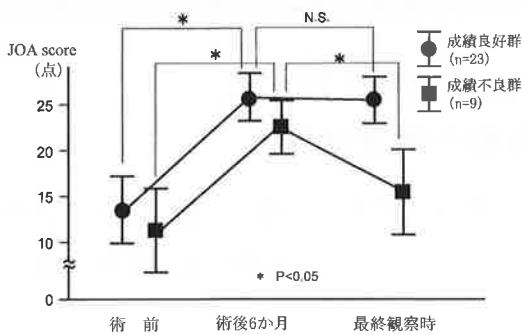 JOA score
(点)
＊
N.S.
＊
＊
成績良好群
(n=23)
成績不良群
(n=9)
25
20
15
10
0
＊ P<0.05
術 前
術後6か月
最終観察時